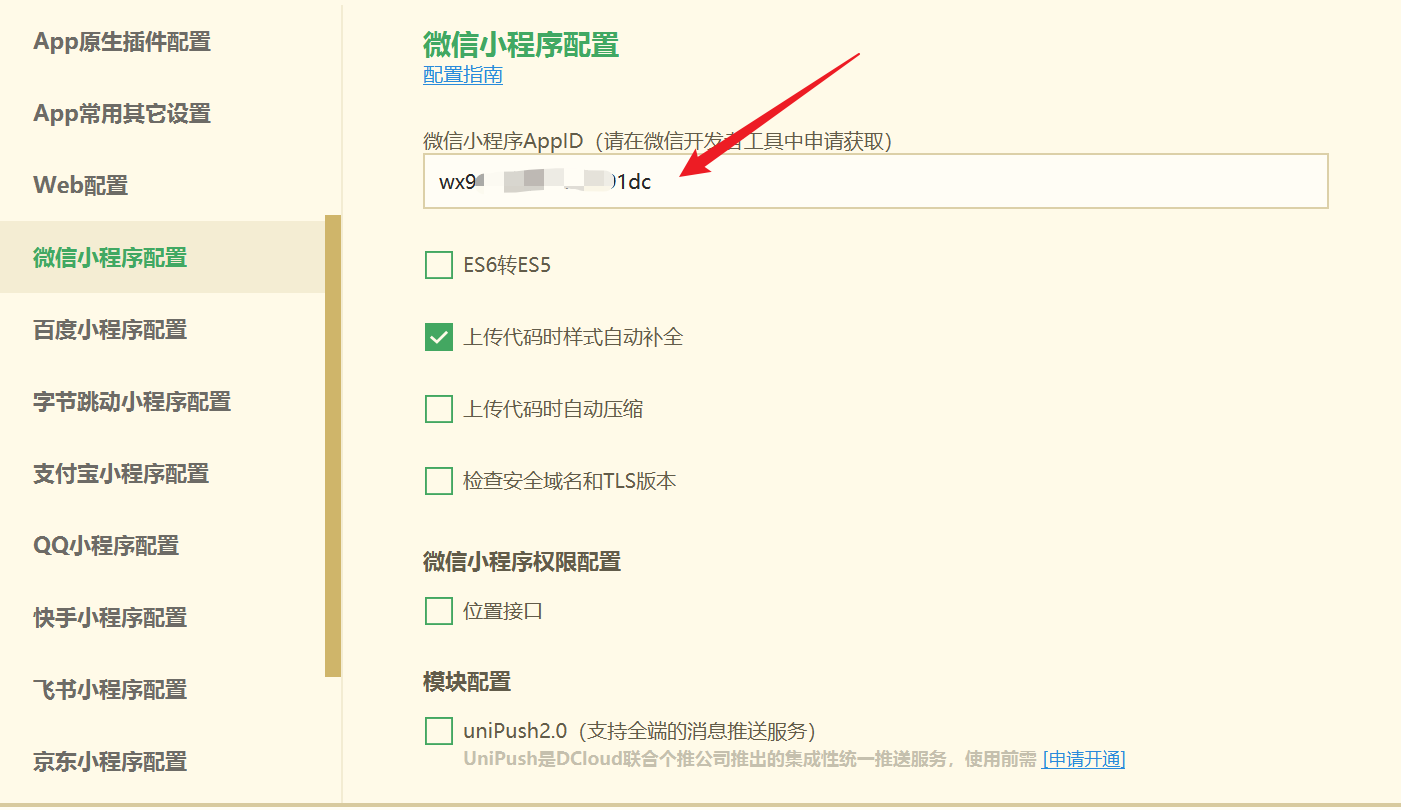 App原生插件配置
App常用其它设置
Web配置
微信小程序配置
百度小程序配置
字节跳动小程序配置
支付宝小程序配置
QQ小程序配置
快手小程序配置
飞书小程序配置
京东小程序配置
微信小程序配置
配置指南
微信小程序AppID（请在微信开发者工具中申请获取）
wx9 01dc
ES6转ES5
上传代码时样式自动补全
上传代码时自动压缩
检查安全域名和TLS版本
微信小程序权限配置
位置接口
模块配置
uniPush2.0（支持全端的消息推送服务）
UniPush是DCloud联合个推公司推出的集成性统一推送服务，使用前需 [申请开通]